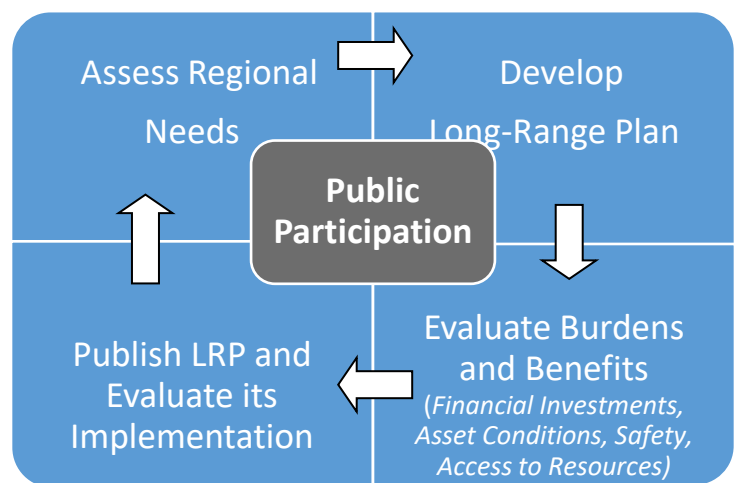 Assess Regional
Needs
Develop
Long-Range Plan
Public
Participation
Publish LRP and
Evaluate its
Implementation
Evaluate Burdens
and Benefits
(Financial Investments,
Asset Conditions, Safety,
Access to Resources)